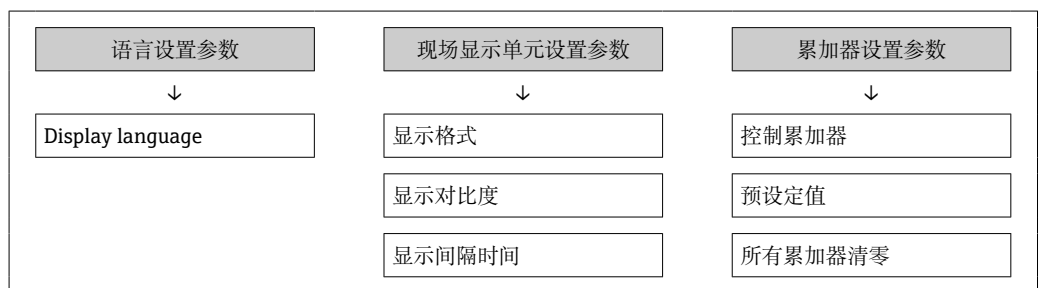 语言设置参数
现场显示单元设置参数
累加器设置参数
↓
↓
↓
Display language
显示格式
控制累加器
显示对比度
预设定值
显示间隔时间
所有累加器清零